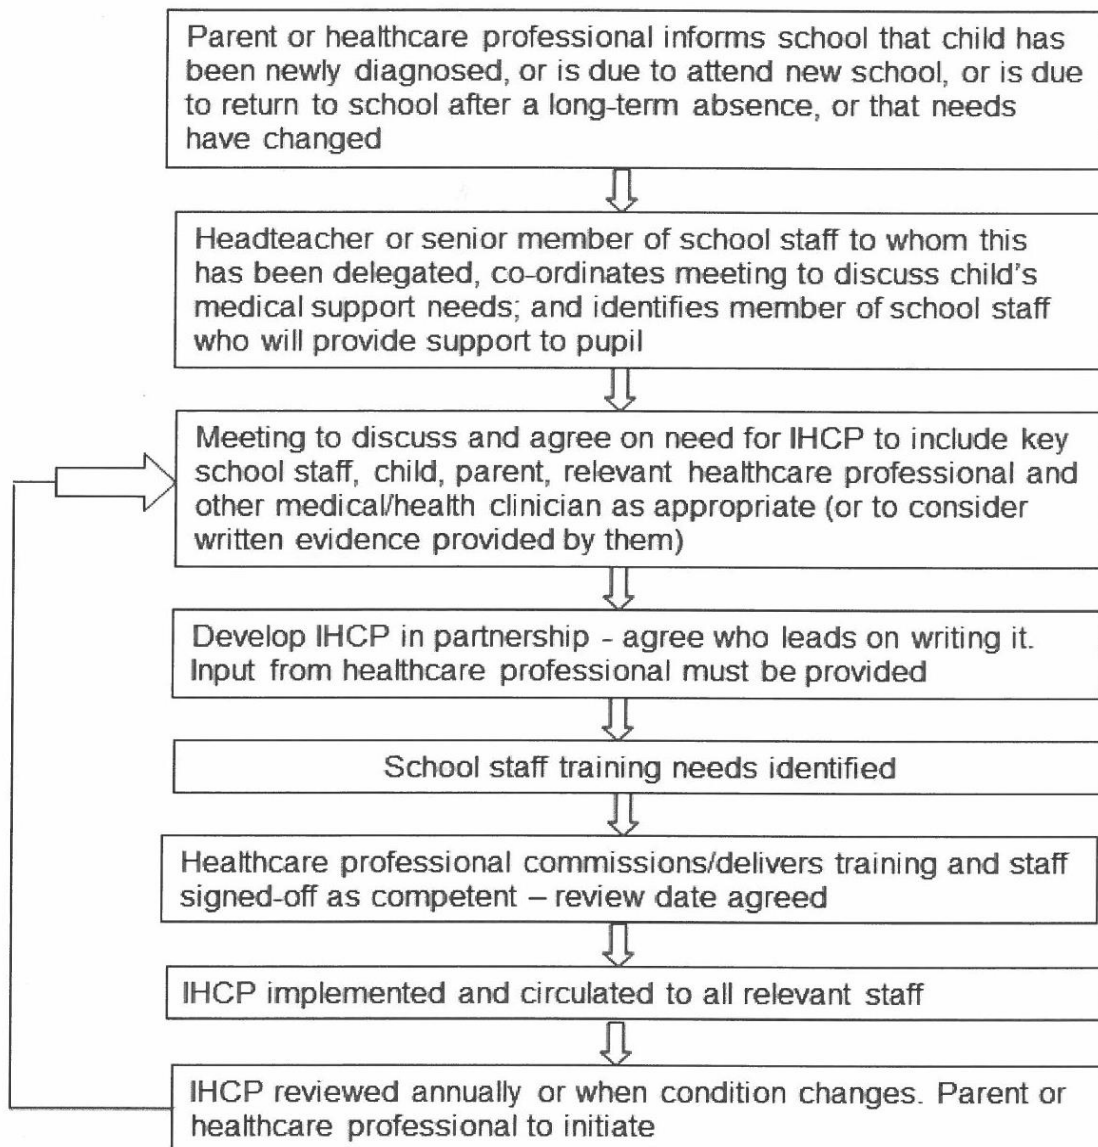 Parent or healthcare professional informs school that child has
been newly diagnosed, or is due to attend new school, or is due
to return to school after a long-term absence, or that needs
have changed
Headteacher or senior member of school staff to whom this
has been delegated, co-ordinates meeting to discuss child's
medical support needs; and identifies member of school staff
who will provide support to pupil
Meeting to discuss and agree on need for IHCP to include key
school staff, child, parent, relevant healthcare professional and
other medical/health clinician as appropriate (or to consider
written evidence provided by them)
Develop IHCP in partnership - agree who leads on writing it.
Input from healthcare professional must be provided
School staff training needs identified
Healthcare professional commissions/delivers training and staff
signed-off as competent – review date agreed
IHCP implemented and circulated to all relevant staff
IHCP reviewed annually or when condition changes. Parent or
healthcare professional to initiate